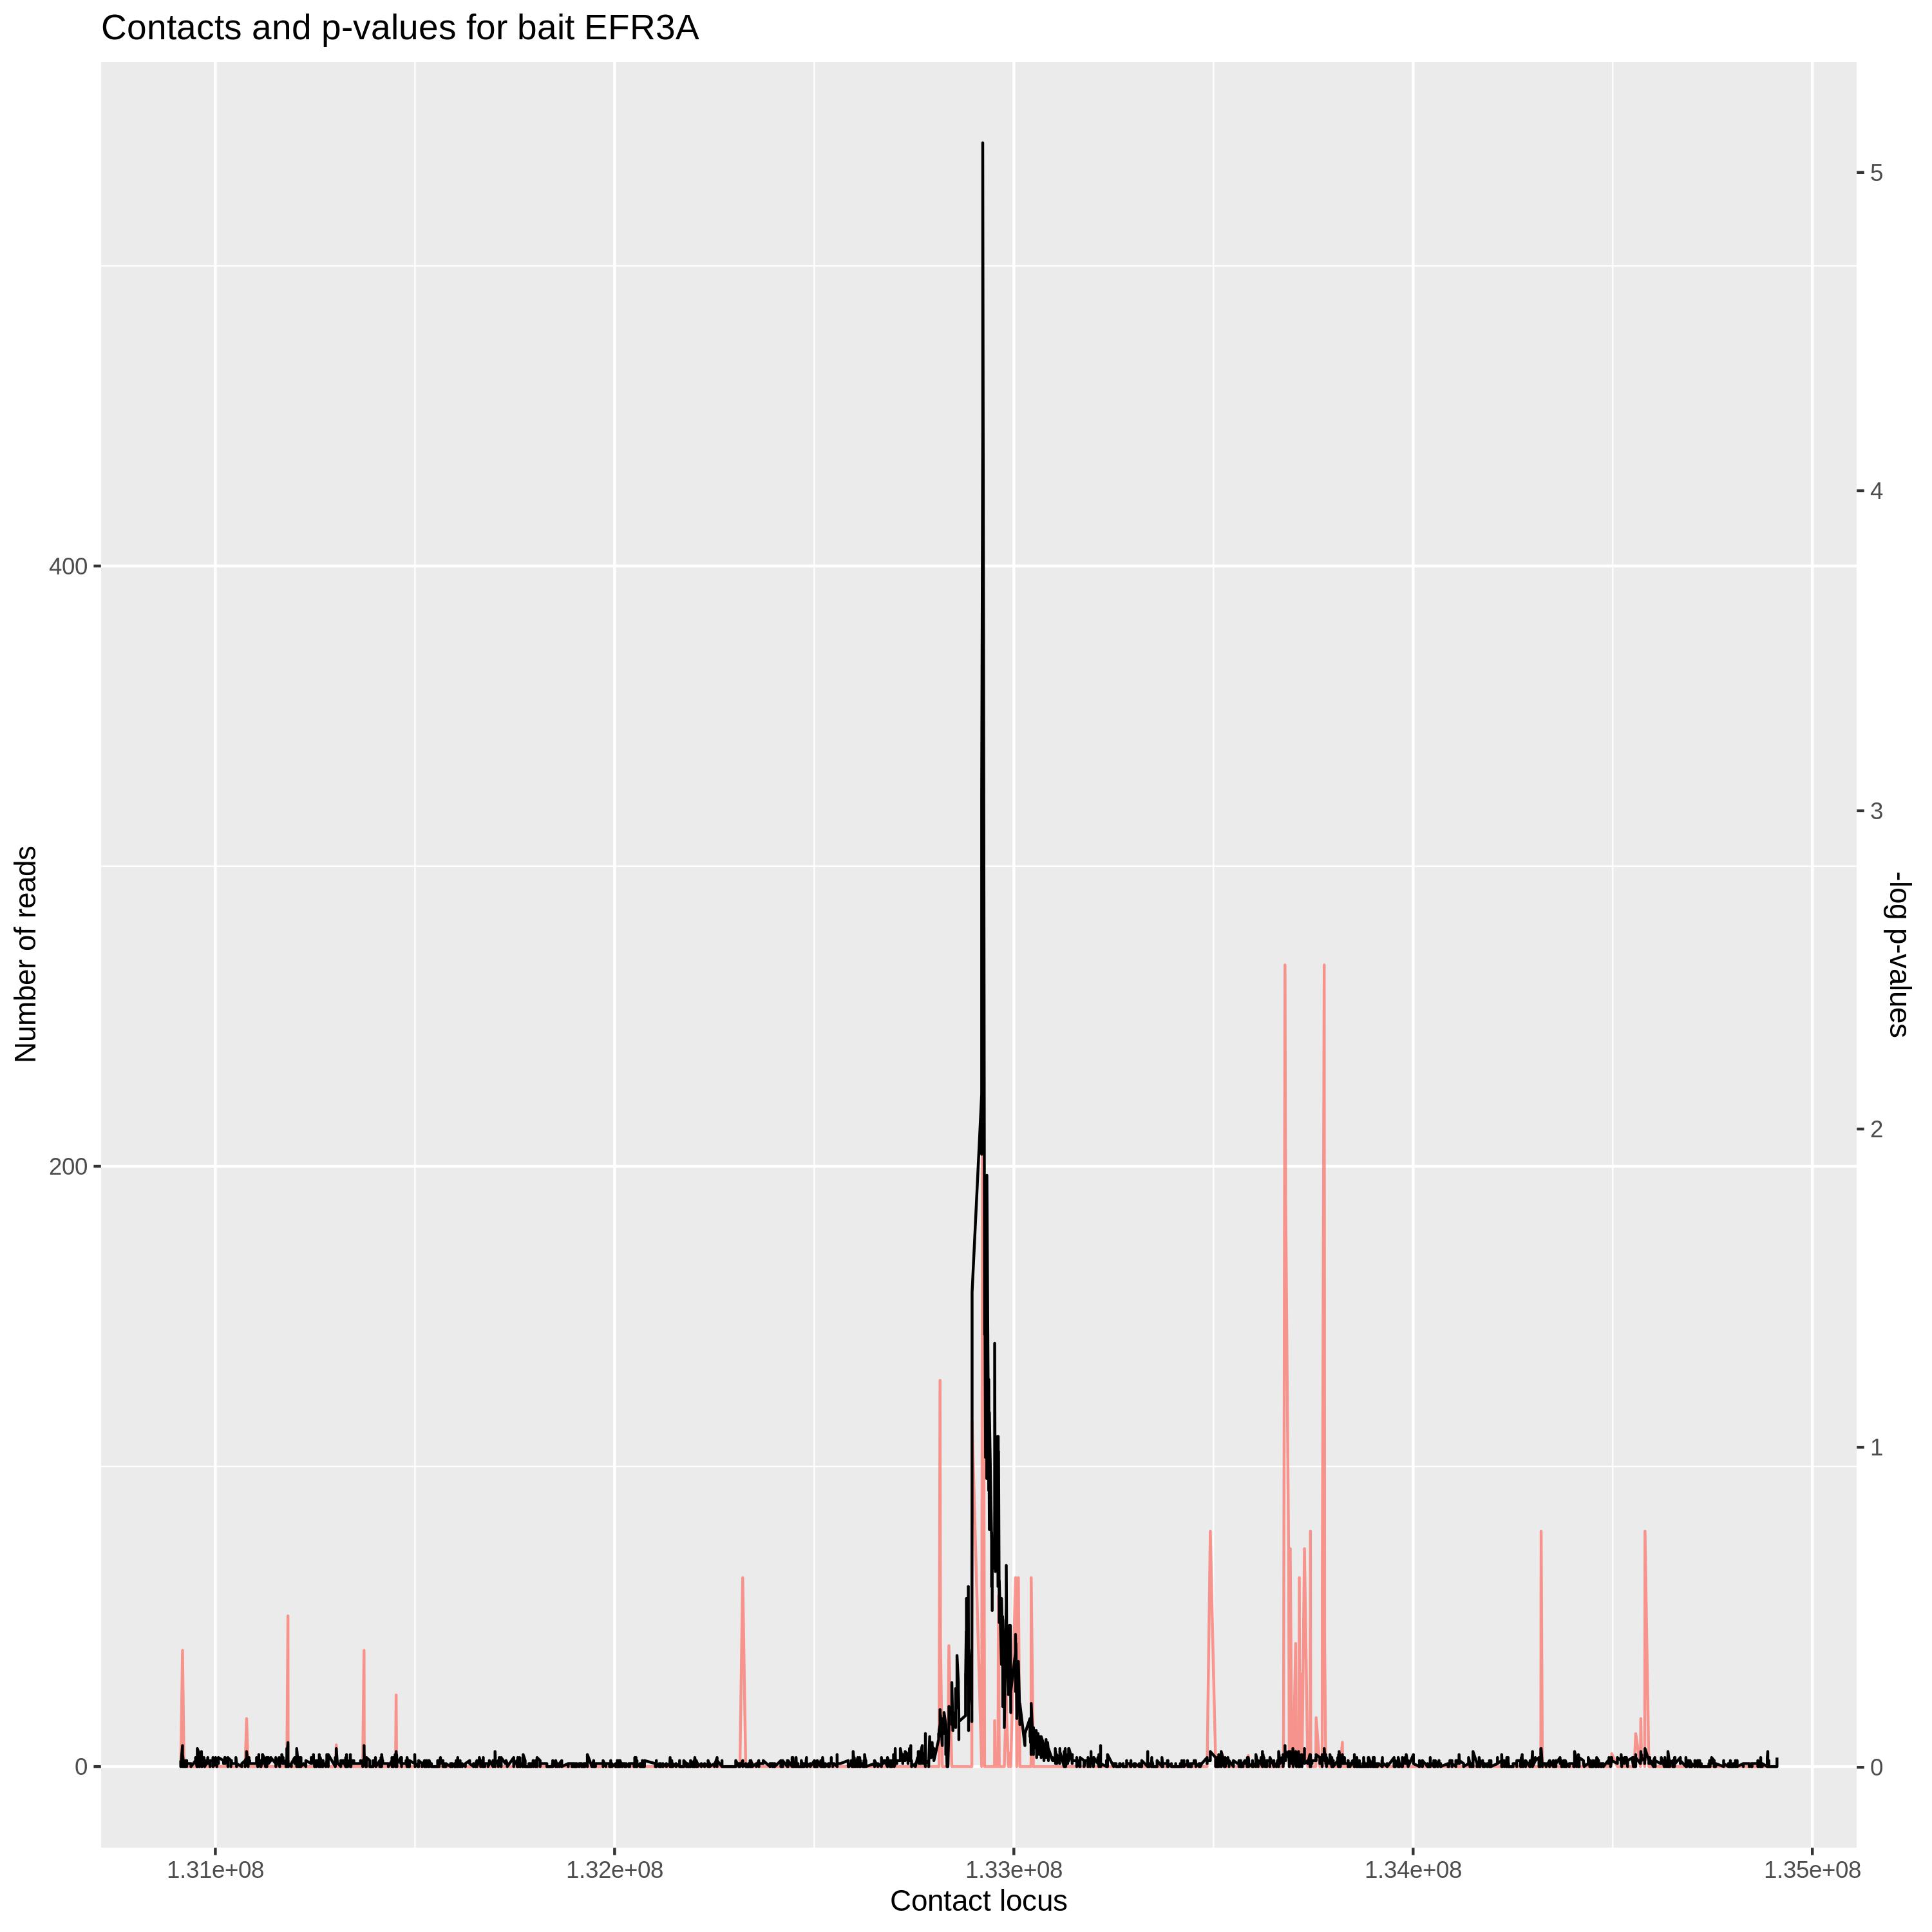 Contacts and p-values for bait EFR3A
Number of reads
400
200
0
5
4
3
2
1
0
-log p-values
1.31e+08 1.32e+08 1.33e+08 1.34e+08 1.35e+08
Contact locus